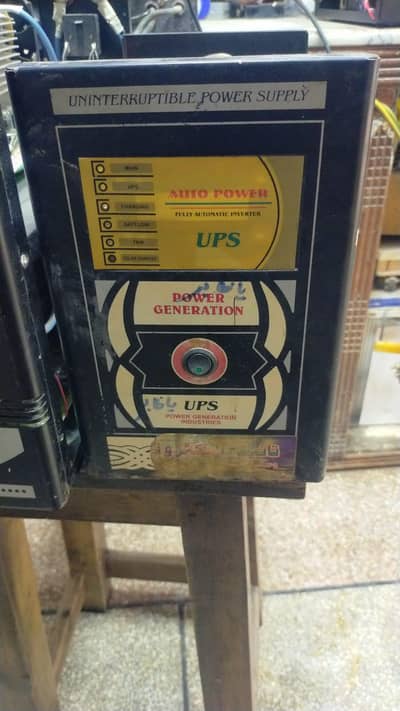 UNINTERRUPTIBLE POWER SUPPLY
MAIN
UPS
CHARGING
BATT.LOW
TRIP
AUTO POWER
FULLY AUTOMATIC INVERTER
UPS
POWER
GENERATION
UPS
POWER GENERATION
INDUSTRIES